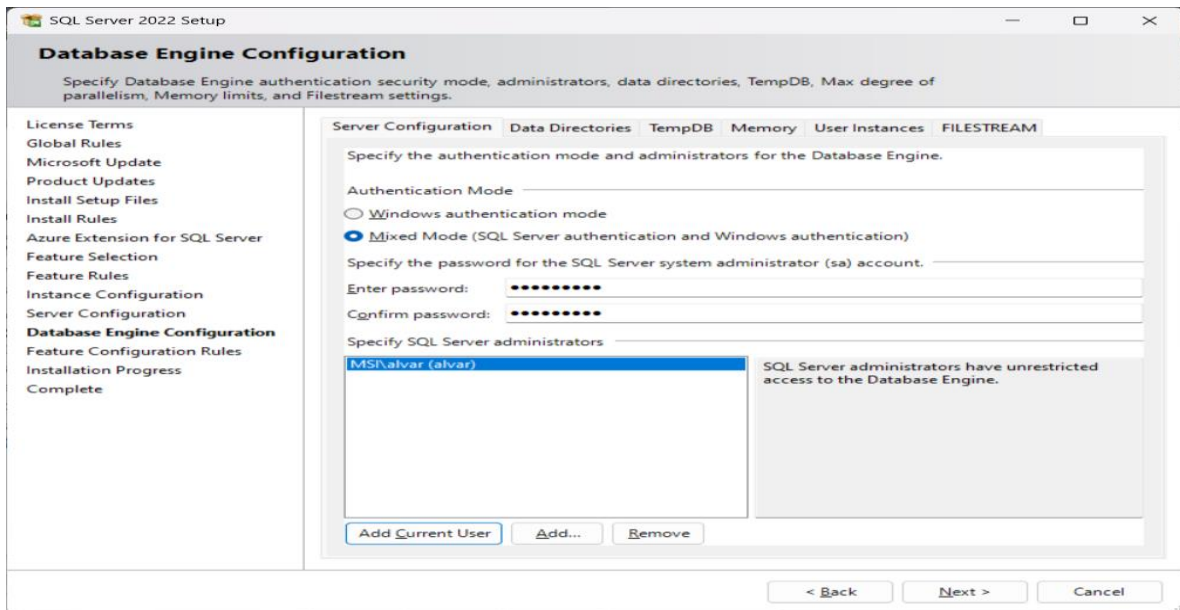 SQL Server 2022 Setup
Database Engine Configuration
Specify Database Engine authentication security mode, administrators, data directories, TempDB, Max degree of
parallelism, Memory limits, and Filestream settings.
License Terms
Global Rules
Microsoft Update
Product Updates
Install Setup Files
Install Rules
Azure Extension for SQL Server
Feature Selection
Feature Rules
Instance Configuration
Server Configuration
Database Engine Configuration
Feature Configuration Rules
Installation Progress
Complete
Server Configuration Data Directories TempDB Memory User Instances FILESTREAM
Specify the authentication mode and administrators for the Database Engine.
Authentication Mode
Windows authentication mode
Mixed Mode (SQL Server authentication and Windows authentication)
Specify the password for the SQL Server system administrator (sa) account.
Enter password: ●●●●●●●●●
Confirm password: ●●●●●●●●●
Specify SQL Server administrators
MSI\alvar (alvar)
SQL Server administrators have unrestricted
access to the Database Engine.
Add Current User Add... Remove
< Back Next > Cancel